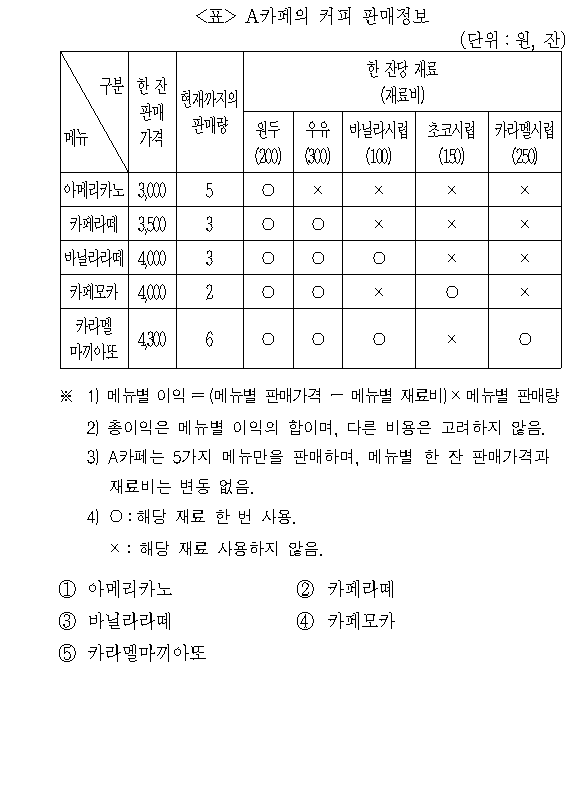 <표> A카페의 커피 판매정보
(단위 : 원, 잔)
구분 메뉴 한 잔 판매 가격 현재까지의 판매량 한 잔당 재료 (재료비)
원두 (200) 우유 (300) 바닐라시럽 (100) 초코시럽 (150) 카라멜시럽 (250)
아메리카노 3,000 5 ○ × × × ×
카페라떼 3,500 3 ○ ○ × × ×
바닐라라떼 4,000 3 ○ ○ ○ × ×
카페모카 4,000 2 ○ ○ × ○ ×
카라멜 마끼아또 4,300 6 ○ ○ ○ × ○
※ 1) 메뉴별 이익 = (메뉴별 판매가격 - 메뉴별 재료비) × 메뉴별 판매량
2) 총이익은 메뉴별 이익의 합이며, 다른 비용은 고려하지 않음.
3) A카페는 5가지 메뉴만을 판매하며, 메뉴별 한 잔 판매가격과
재료비는 변동 없음.
4) ○ : 해당 재료 한 번 사용.
× : 해당 재료 사용하지 않음.
① 아메리카노 ② 카페라떼
③ 바닐라라떼 ④ 카페모카
⑤ 카라멜마끼아또